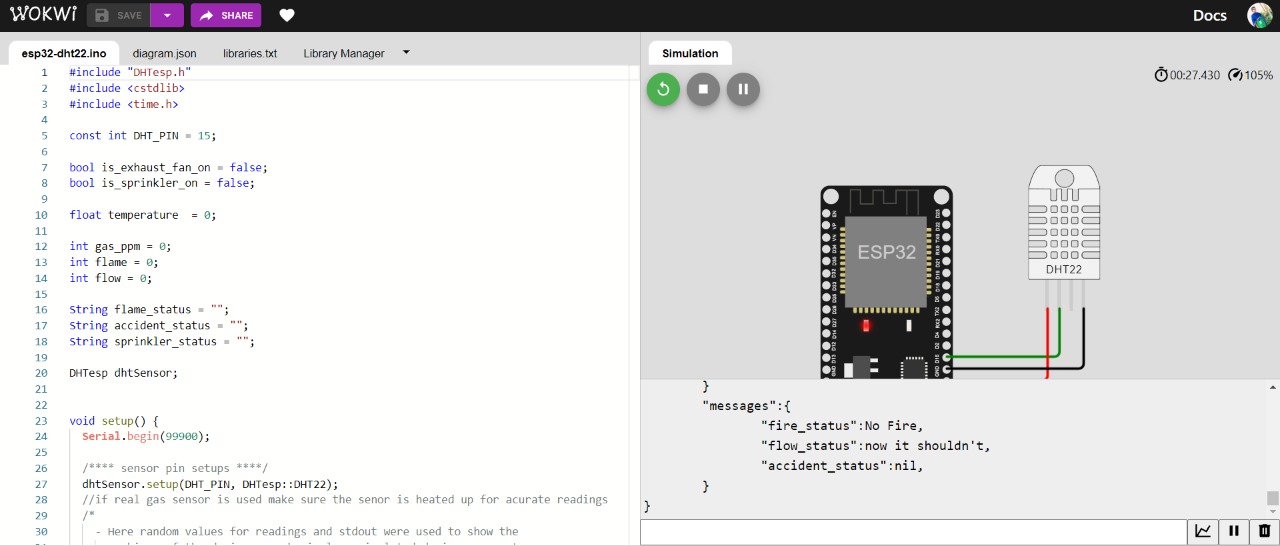 WOKWI SAVE SHARE Docs
esp32-dht22.ino diagram.json libraries.txt Library Manager
1 #include "DHTesp.h"
2 #include <cstdlib>
3 #include <time.h>
4
5 const int DHT_PIN = 15;
6
7 bool is_exhaust_fan_on = false;
8 bool is_sprinkler_on = false;
9
10 float temperature  = 0;
11
12 int gas_ppm = 0;
13 int flame = 0;
14 int flow = 0;
15
16 String flame_status = "";
17 String accident_status = "";
18 String sprinkler_status = "";
19
20 DHTesp dhtSensor;
21
22
23 void setup() {
24 Serial.begin(99900);
25
26 /**** sensor pin setups ****/
27 dhtSensor.setup(DHT_PIN, DHTesp::DHT22);
28 //if real gas sensor is used make sure the senor is heated up for acurate readings
29 /*
30 - Here random values for readings and stdout were used to show the
Simulation
00:27.430 105%
ESP32
DHT22
}
"messages":{
"fire_status":No Fire,
"flow_status":now it shouldn't,
"accident_status":nil,
}
}